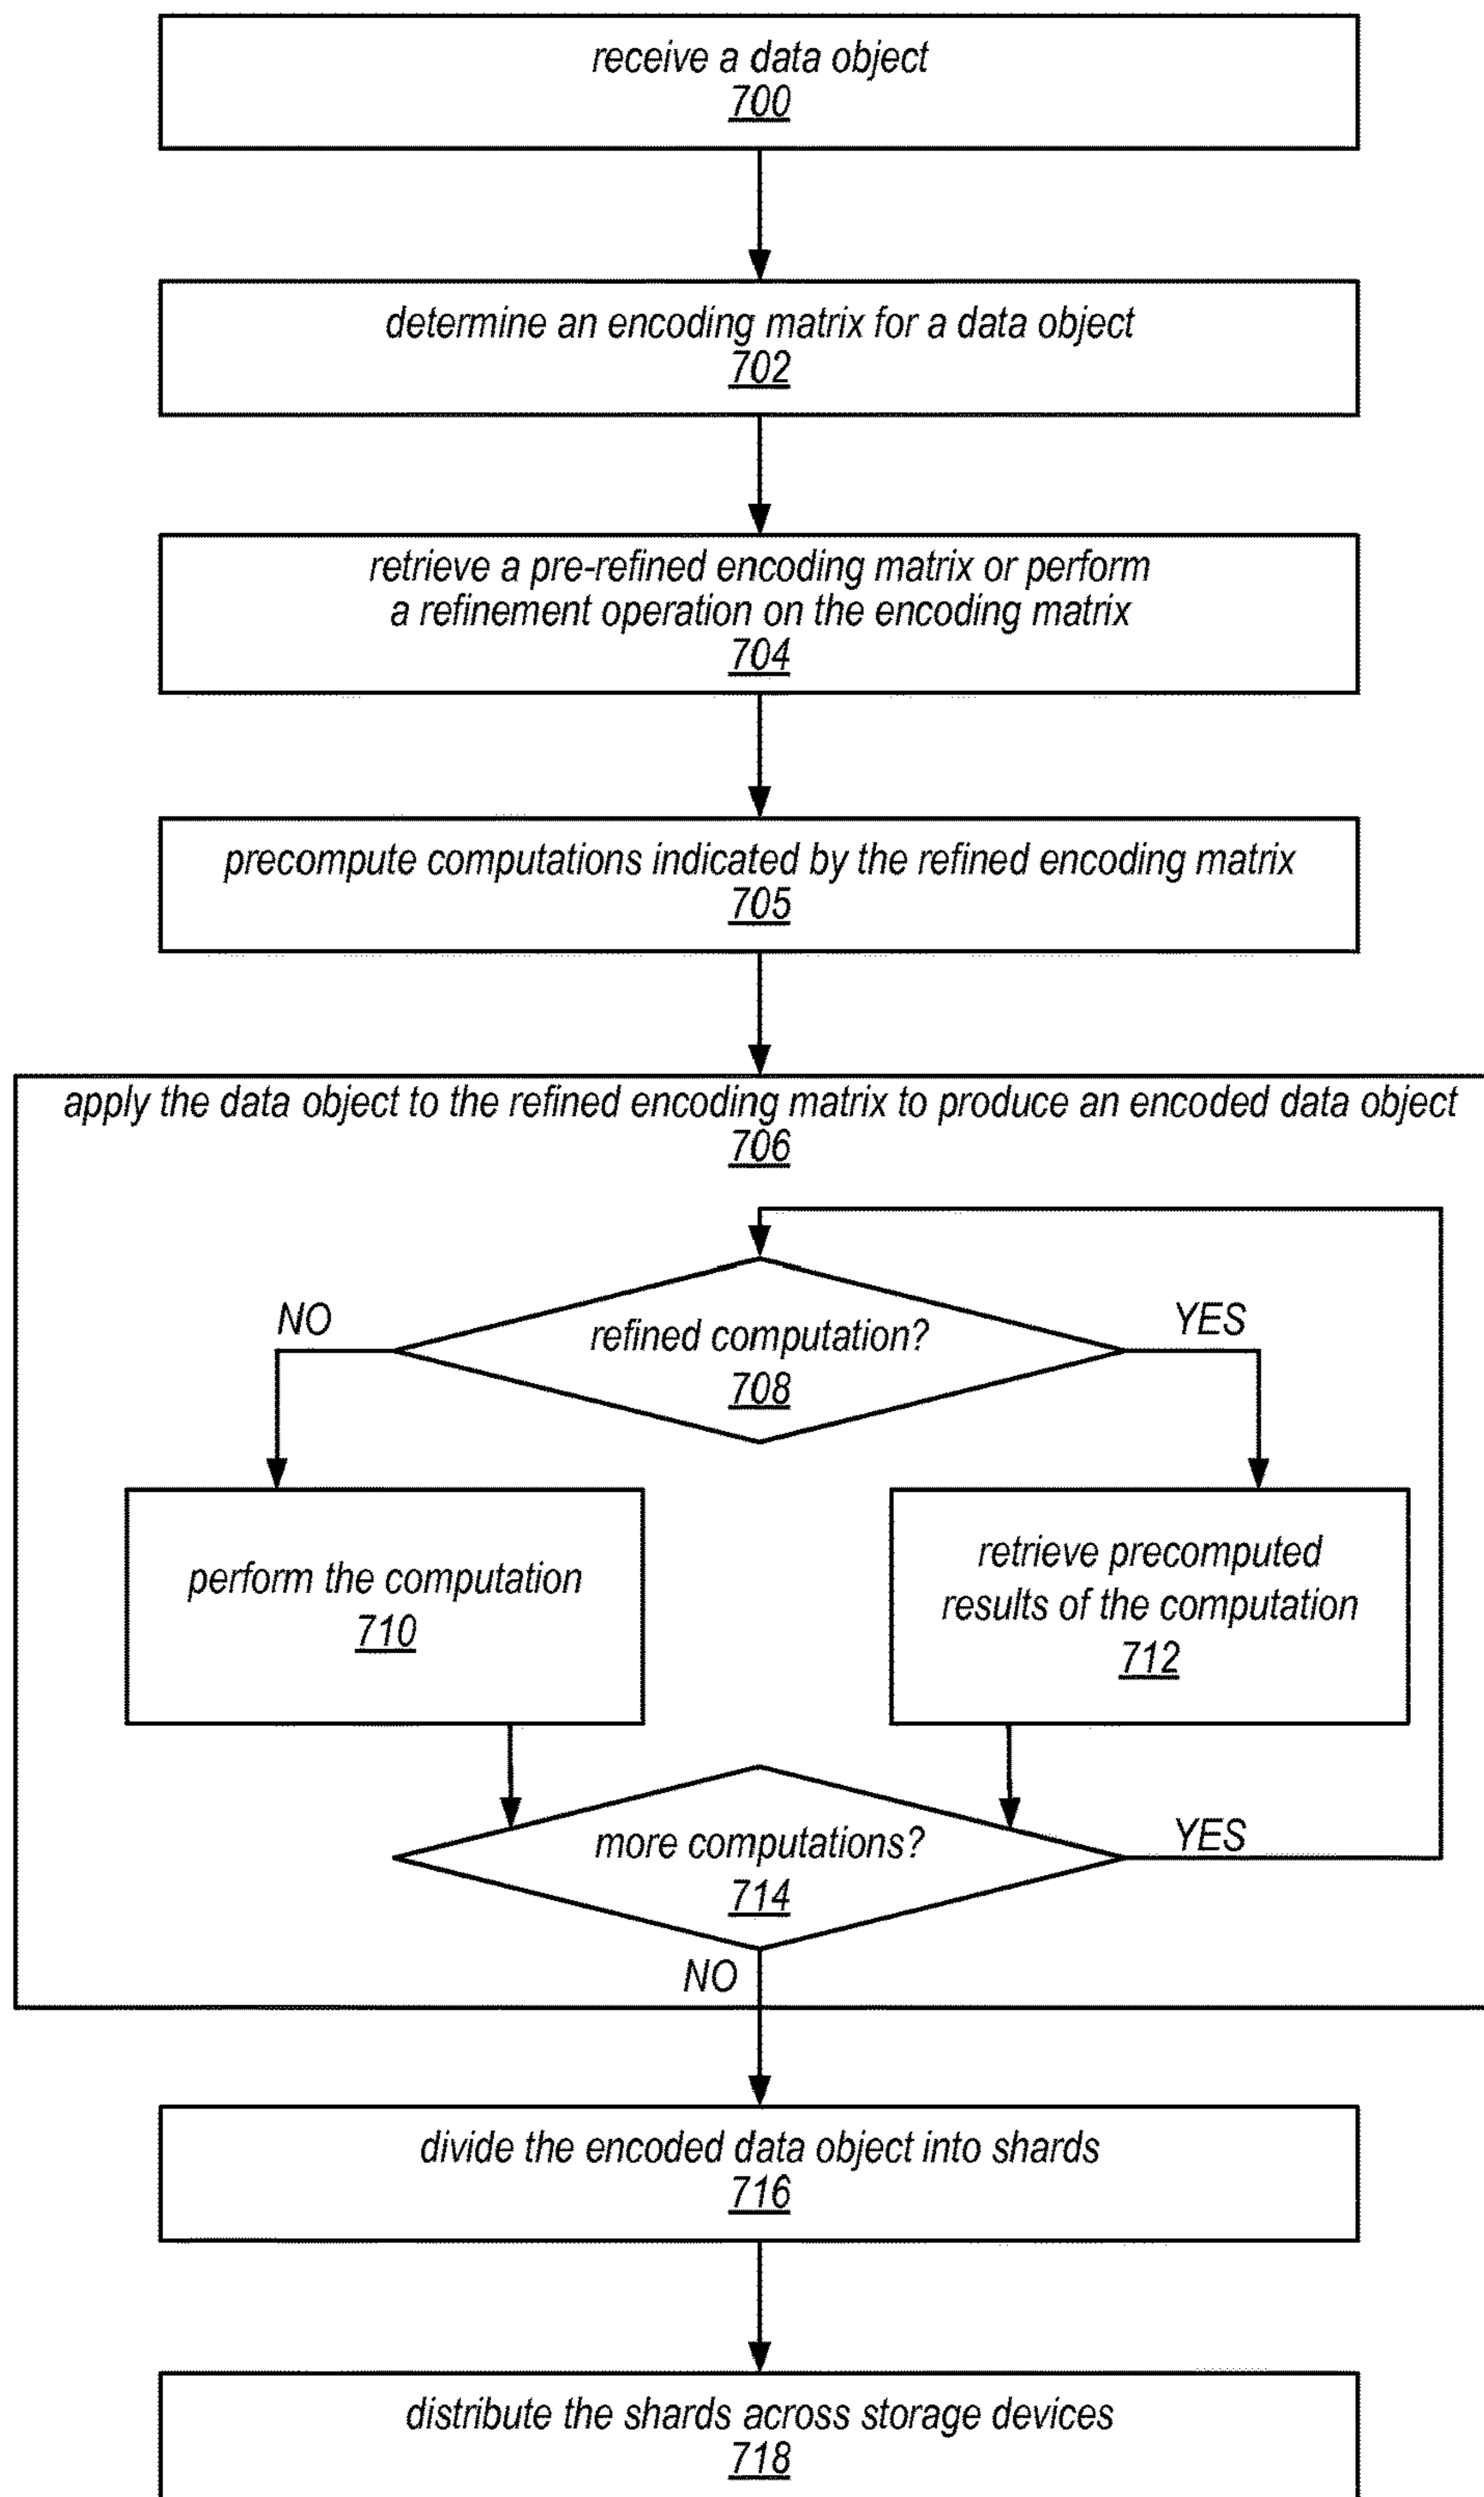 receive a data object
700
determine an encoding matrix for a data object
702
retrieve a pre-refined encoding matrix or perform
a refinement operation on the encoding matrix
704
precompute computations indicated by the refined encoding matrix
705
apply the data object to the refined encoding matrix to produce an encoded data object
706
NO
YES
refined computation?
708
perform the computation
710
retrieve precomputed
results of the computation
712
more computations?
714
YES
NO
divide the encoded data object into shards
716
distribute the shards across storage devices
718